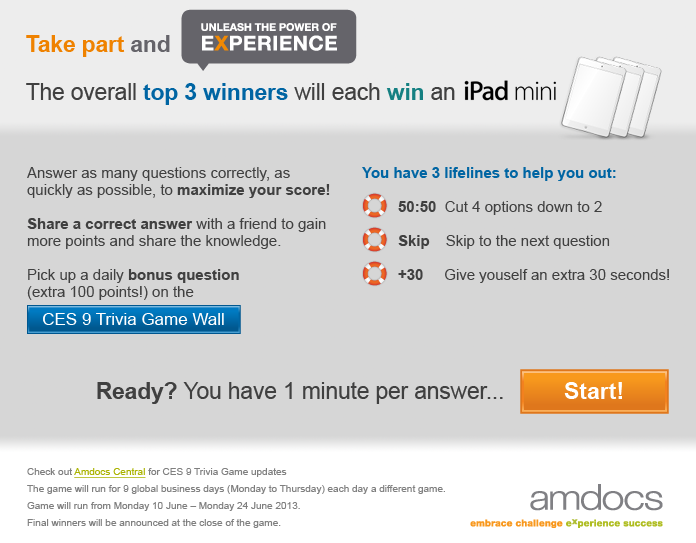 Take part and
UNLEASH THE POWER OF
EXPERIENCE
The overall top 3 winners will each win an iPad mini
Answer as many questions correctly, as
quickly as possible, to maximize your score!
Share a correct answer with a friend to gain
more points and share the knowledge.
Pick up a daily bonus question
(extra 100 points!) on the
CES 9 Trivia Game Wall
You have 3 lifelines to help you out:
50:50 Cut 4 options down to 2
Skip Skip to the next question
+30 Give youself an extra 30 seconds!
Ready? You have 1 minute per answer...
Start!
Check out Amdocs Central for CES 9 Trivia Game updates
The game will run for 9 global business days (Monday to Thursday) each day a different game.
Game will run from Monday 10 June – Monday 24 June 2013.
Final winners will be announced at the close of the game.
amdocs
embrace challenge experience success